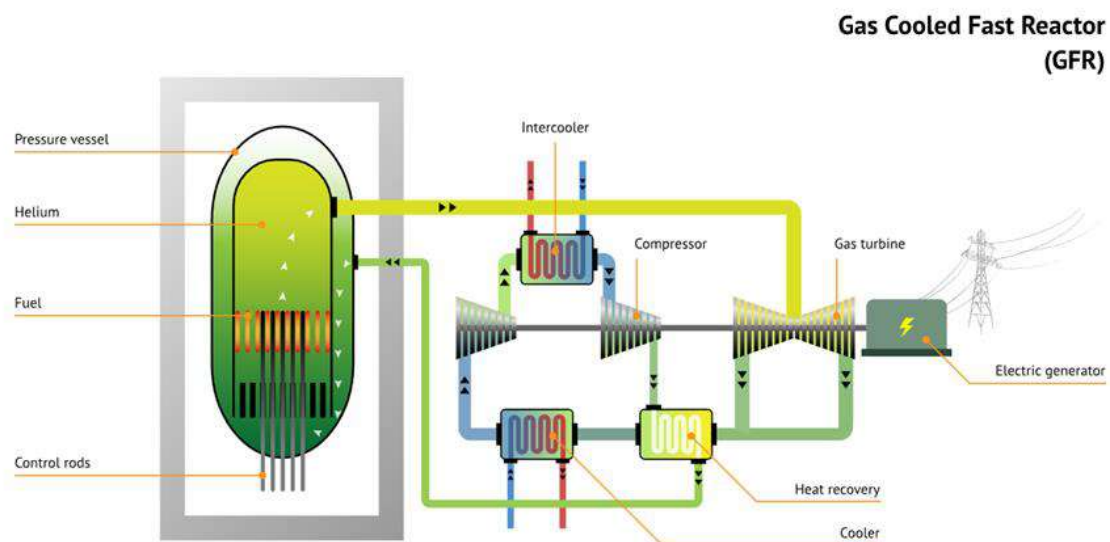 Gas Cooled Fast Reactor
(GFR)
Pressure vessel
Helium
Fuel
Control rods
Intercooler
Compressor
Gas turbine
Electric generator
Heat recovery
Cooler